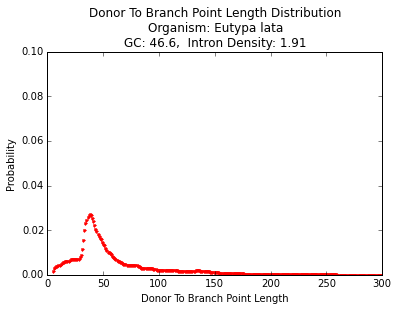 Donor To Branch Point Length Distribution
Organism: Eutypa lata
GC: 46.6,  Intron Density: 1.91
0.10
0.08
0.06
0.04
0.02
0.00
Probability
0 50 100 150 200 250 300
Donor To Branch Point Length